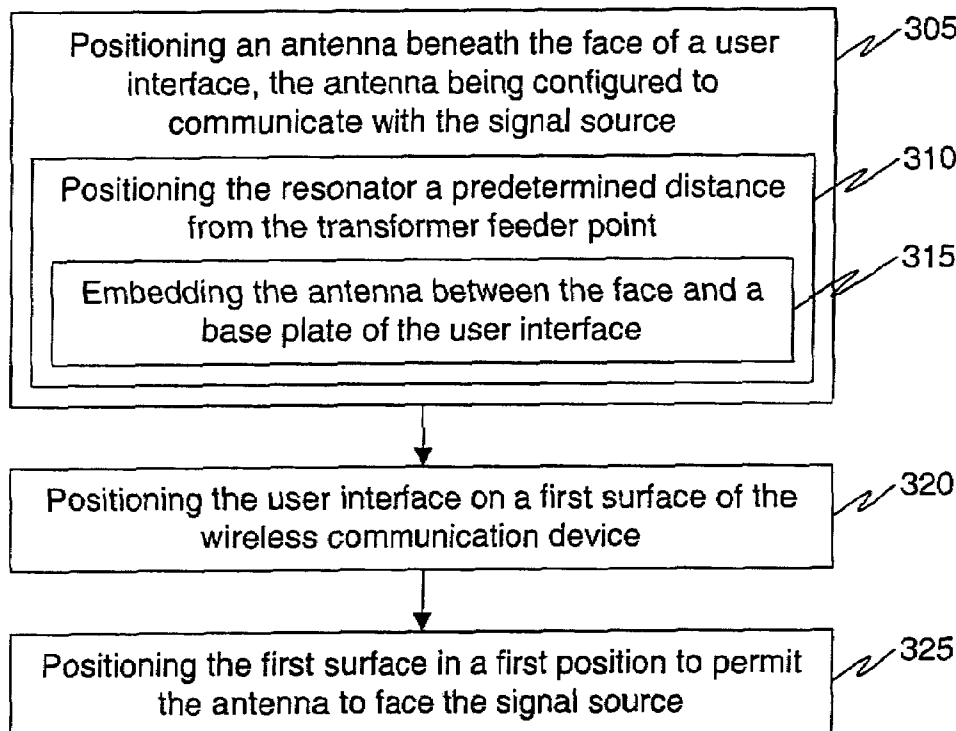 Positioning an antenna beneath the face of a user
interface, the antenna being configured to
communicate with the signal source
305
Positioning the resonator a predetermined distance
from the transformer feeder point
310
Embedding the antenna between the face and a
base plate of the user interface
315
Positioning the user interface on a first surface of the
wireless communication device
320
Positioning the first surface in a first position to permit
the antenna to face the signal source
325